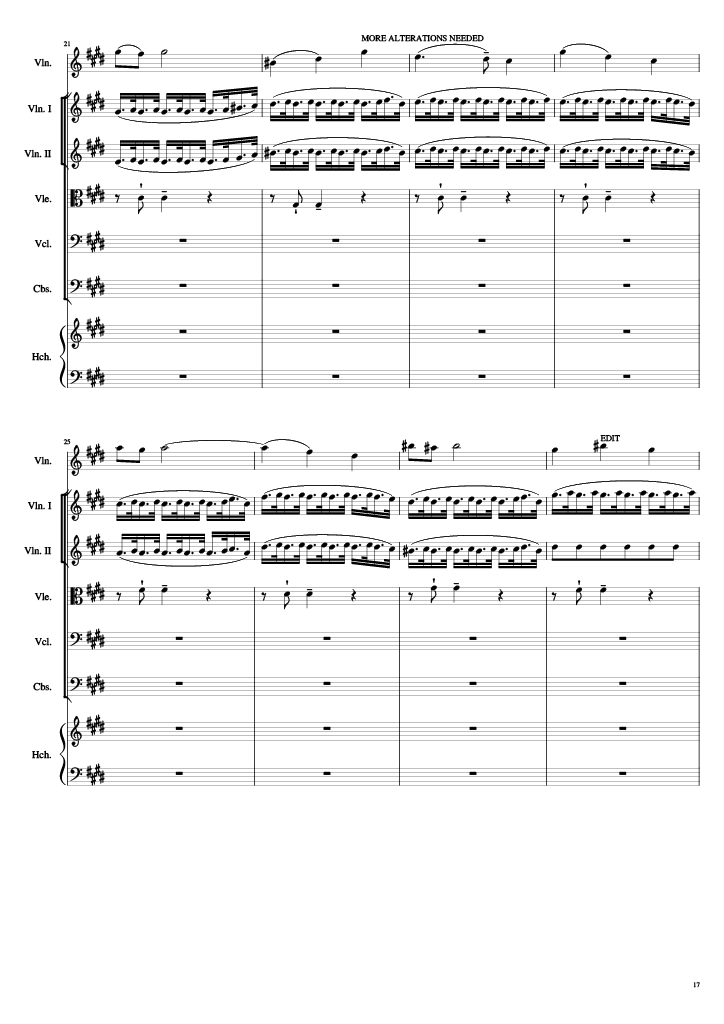 MORE ALTERATIONS NEEDED
21
Vln.
Vln. I
Vln. II
Vle.
Vcl.
Cbs.
Hch.
25
EDIT
Vln.
Vln. I
Vln. II
Vle.
Vcl.
Cbs.
Hch.
17